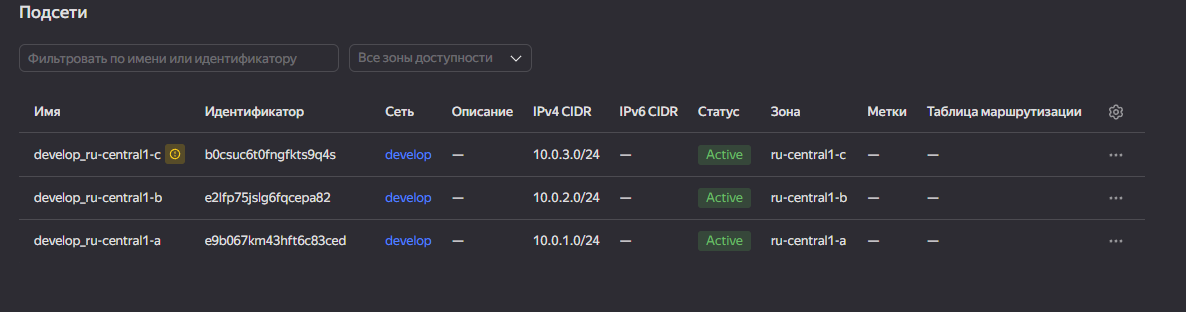 Подсети
Фильтровать по имени или идентификатору Все зоны доступности
Имя Идентификатор Сеть Описание IPv4 CIDR IPv6 CIDR Статус Зона Метки Таблица маршрутизации
develop_ru-central1-c b0csuc6t0fngfkts9q4s develop — 10.0.3.0/24 — Active ru-central1-c — —
develop_ru-central1-b e2lfp75jslg6fqcepa82 develop — 10.0.2.0/24 — Active ru-central1-b — —
develop_ru-central1-a e9b067km43hft6c83ced develop — 10.0.1.0/24 — Active ru-central1-a — —